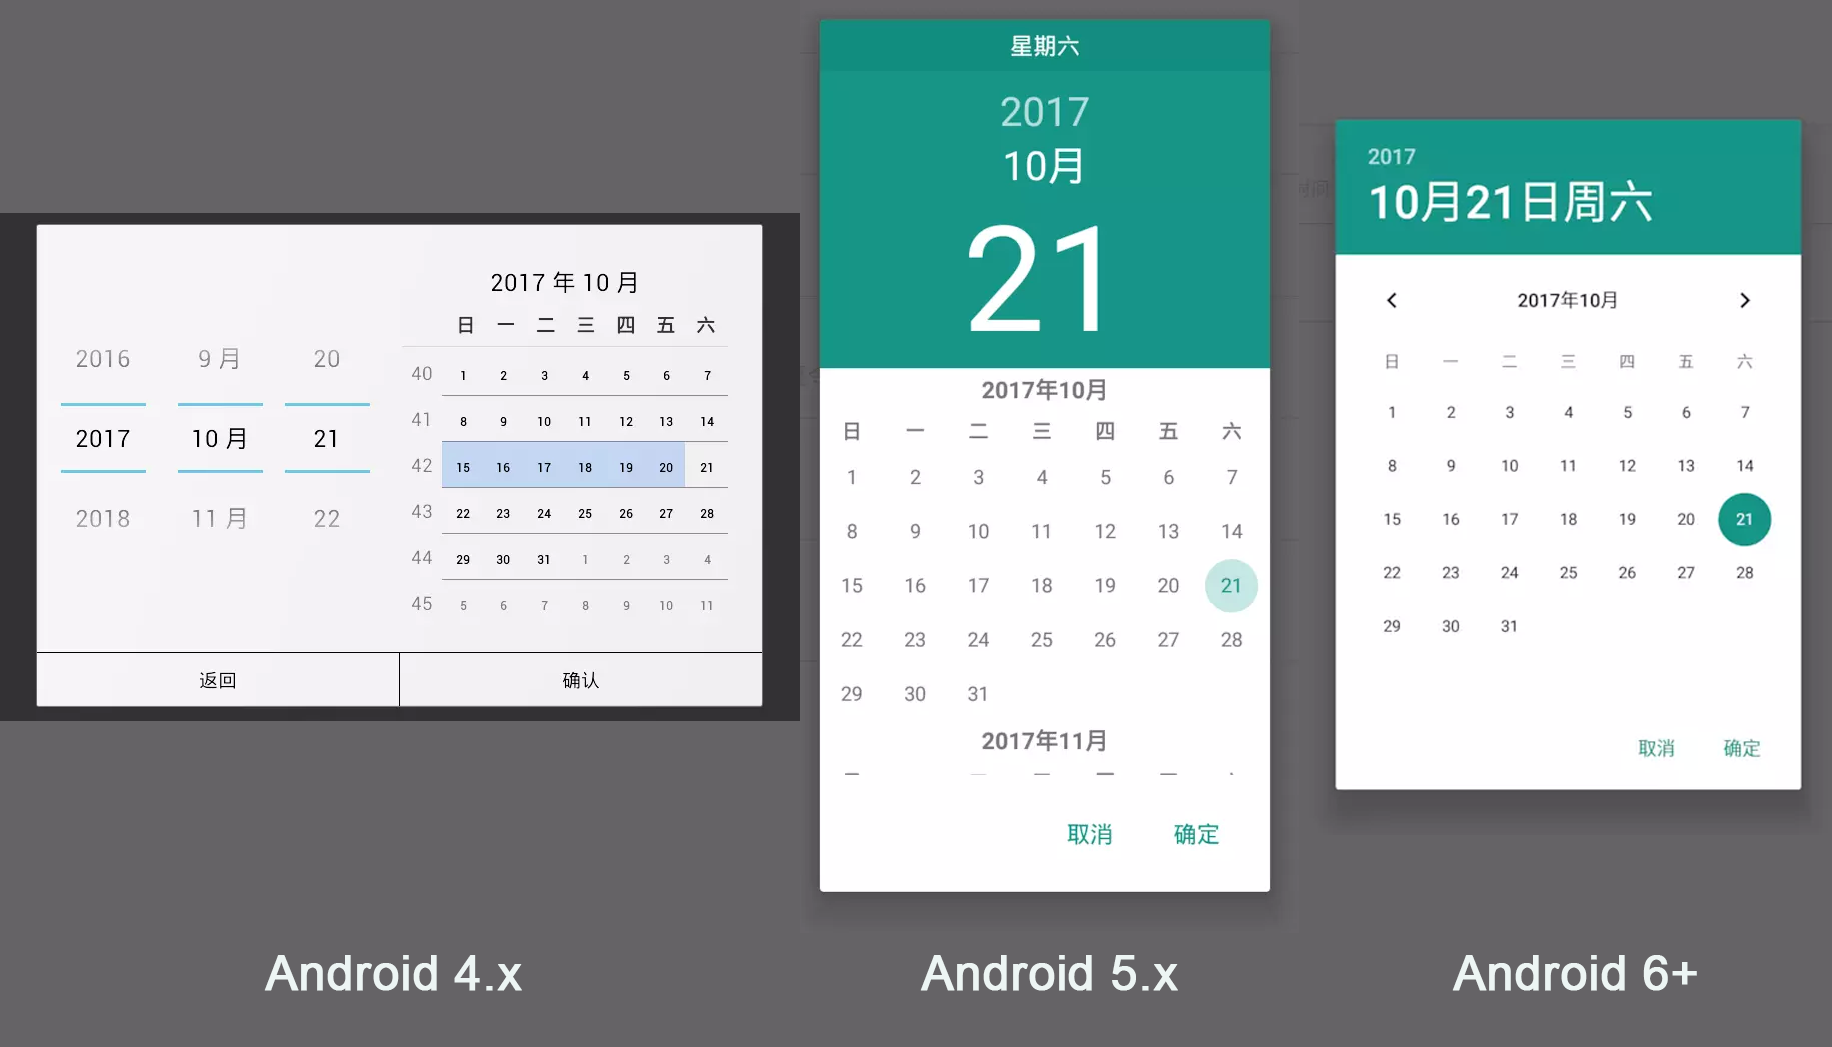 2017 年 10 月
日 一 二 三 四 五 六
2016 9 月 20
2017 10 月 21
2018 11 月 22
40 1 2 3 4 5 6 7
41 8 9 10 11 12 13 14
42 15 16 17 18 19 20 21
43 22 23 24 25 26 27 28
44 29 30 31 1 2 3 4
45 5 6 7 8 9 10 11
返回 确认
Android 4.x
星期六
2017
10月
21
2017年10月
日 一 二 三 四 五 六
1 2 3 4 5 6 7
8 9 10 11 12 13 14
15 16 17 18 19 20 21
22 23 24 25 26 27 28
29 30 31
2017年11月
取消 确定
Android 5.x
2017
10月21日周六
2017年10月
日 一 二 三 四 五 六
1 2 3 4 5 6 7
8 9 10 11 12 13 14
15 16 17 18 19 20 21
22 23 24 25 26 27 28
29 30 31
取消 确定
Android 6+